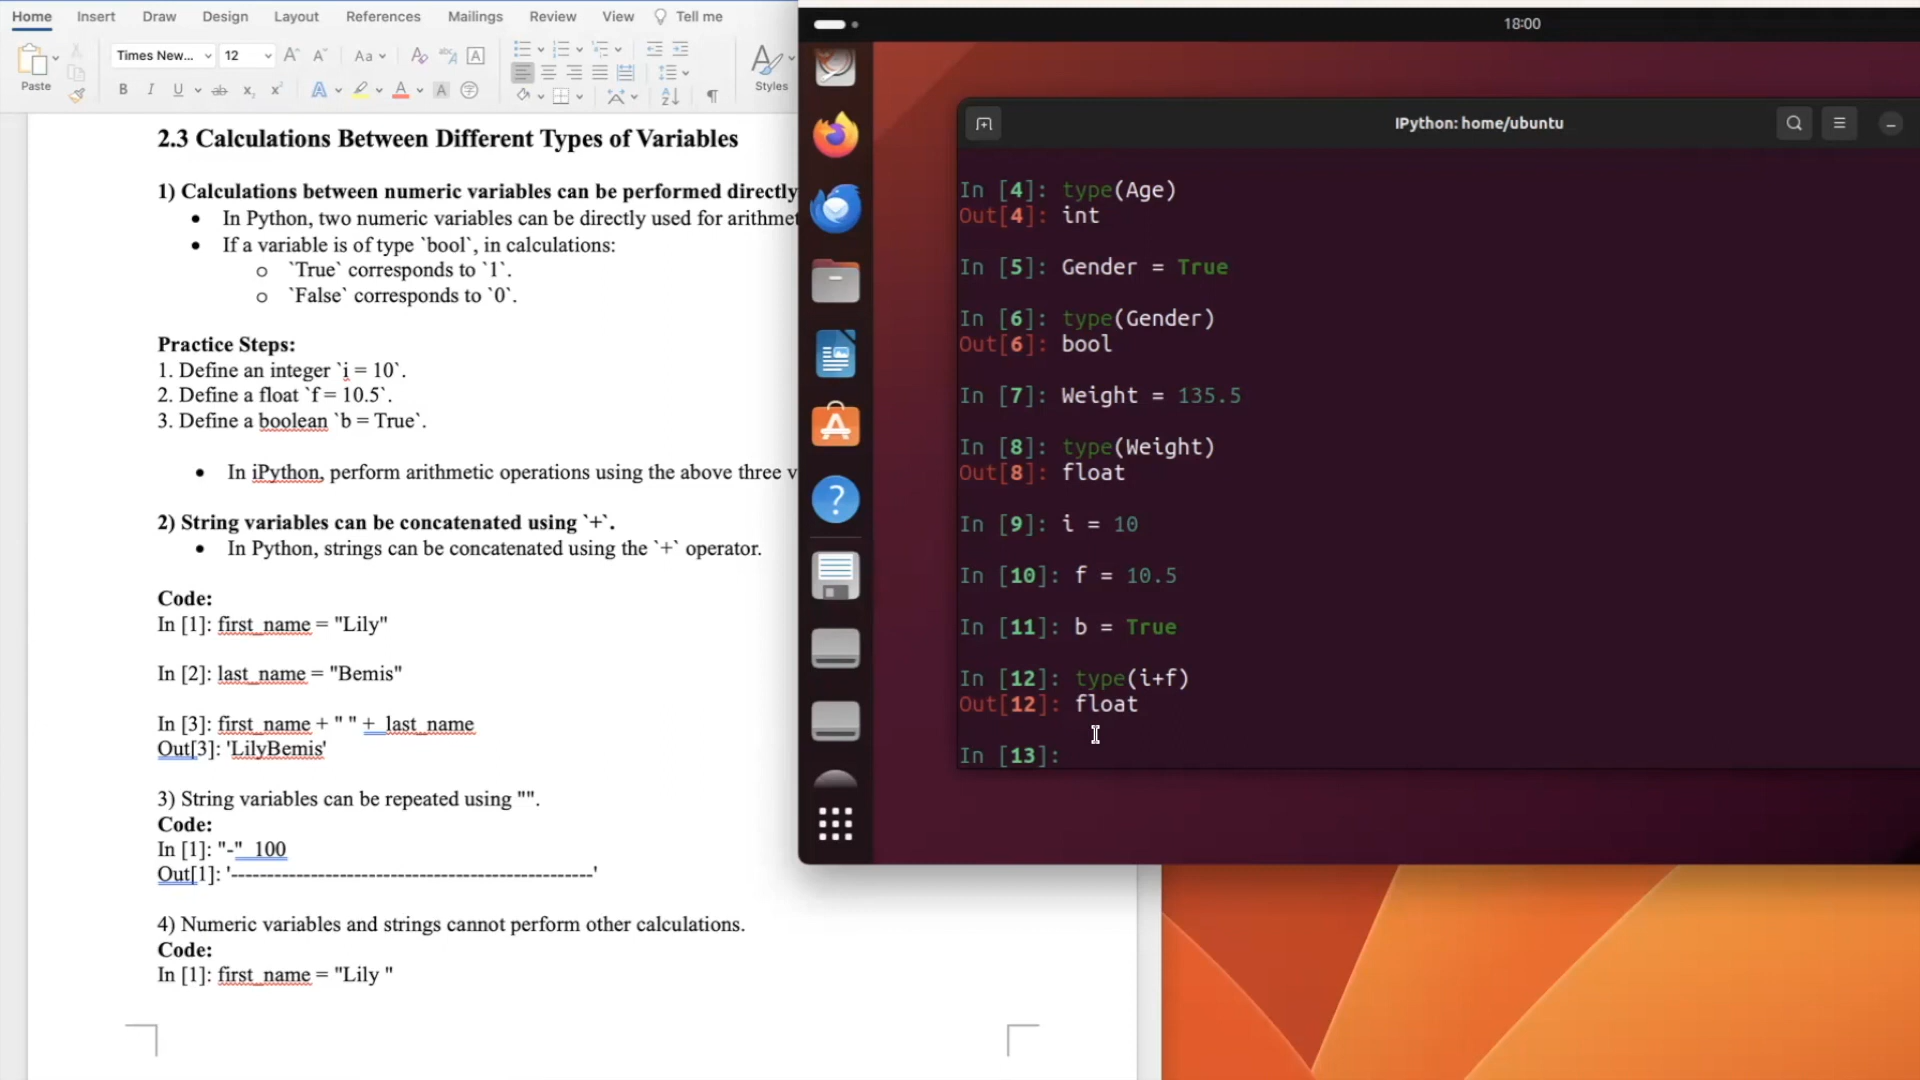 Home Insert Draw Design Layout References Mailings Review View Tell me
Paste
Times New... 12
Aa
Styles
2.3 Calculations Between Different Types of Variables
1) Calculations between numeric variables can be performed directly
• In Python, two numeric variables can be directly used for arithmet
• If a variable is of type `bool`, in calculations:
o `True` corresponds to `1`.
o `False` corresponds to `0`.
Practice Steps:
1. Define an integer `i = 10`.
2. Define a float `f = 10.5`.
3. Define a boolean `b = True`.
• In iPython, perform arithmetic operations using the above three v
2) String variables can be concatenated using `+`.
• In Python, strings can be concatenated using the `+` operator.
Code:
In [1]: first_name = "Lily"
In [2]: last_name = "Bemis"
In [3]: first_name + " " + last_name
Out[3]: 'LilyBemis'
3) String variables can be repeated using "".
Code:
In [1]: "-" 100
Out[1]: '--------------------------------------------------'
4) Numeric variables and strings cannot perform other calculations.
Code:
In [1]: first_name = "Lily "
18:00
IPython: home/ubuntu
In [4]: type(Age)
Out[4]: int
In [5]: Gender = True
In [6]: type(Gender)
Out[6]: bool
In [7]: Weight = 135.5
In [8]: type(Weight)
Out[8]: float
In [9]: i = 10
In [10]: f = 10.5
In [11]: b = True
In [12]: type(i+f)
Out[12]: float
In [13]: